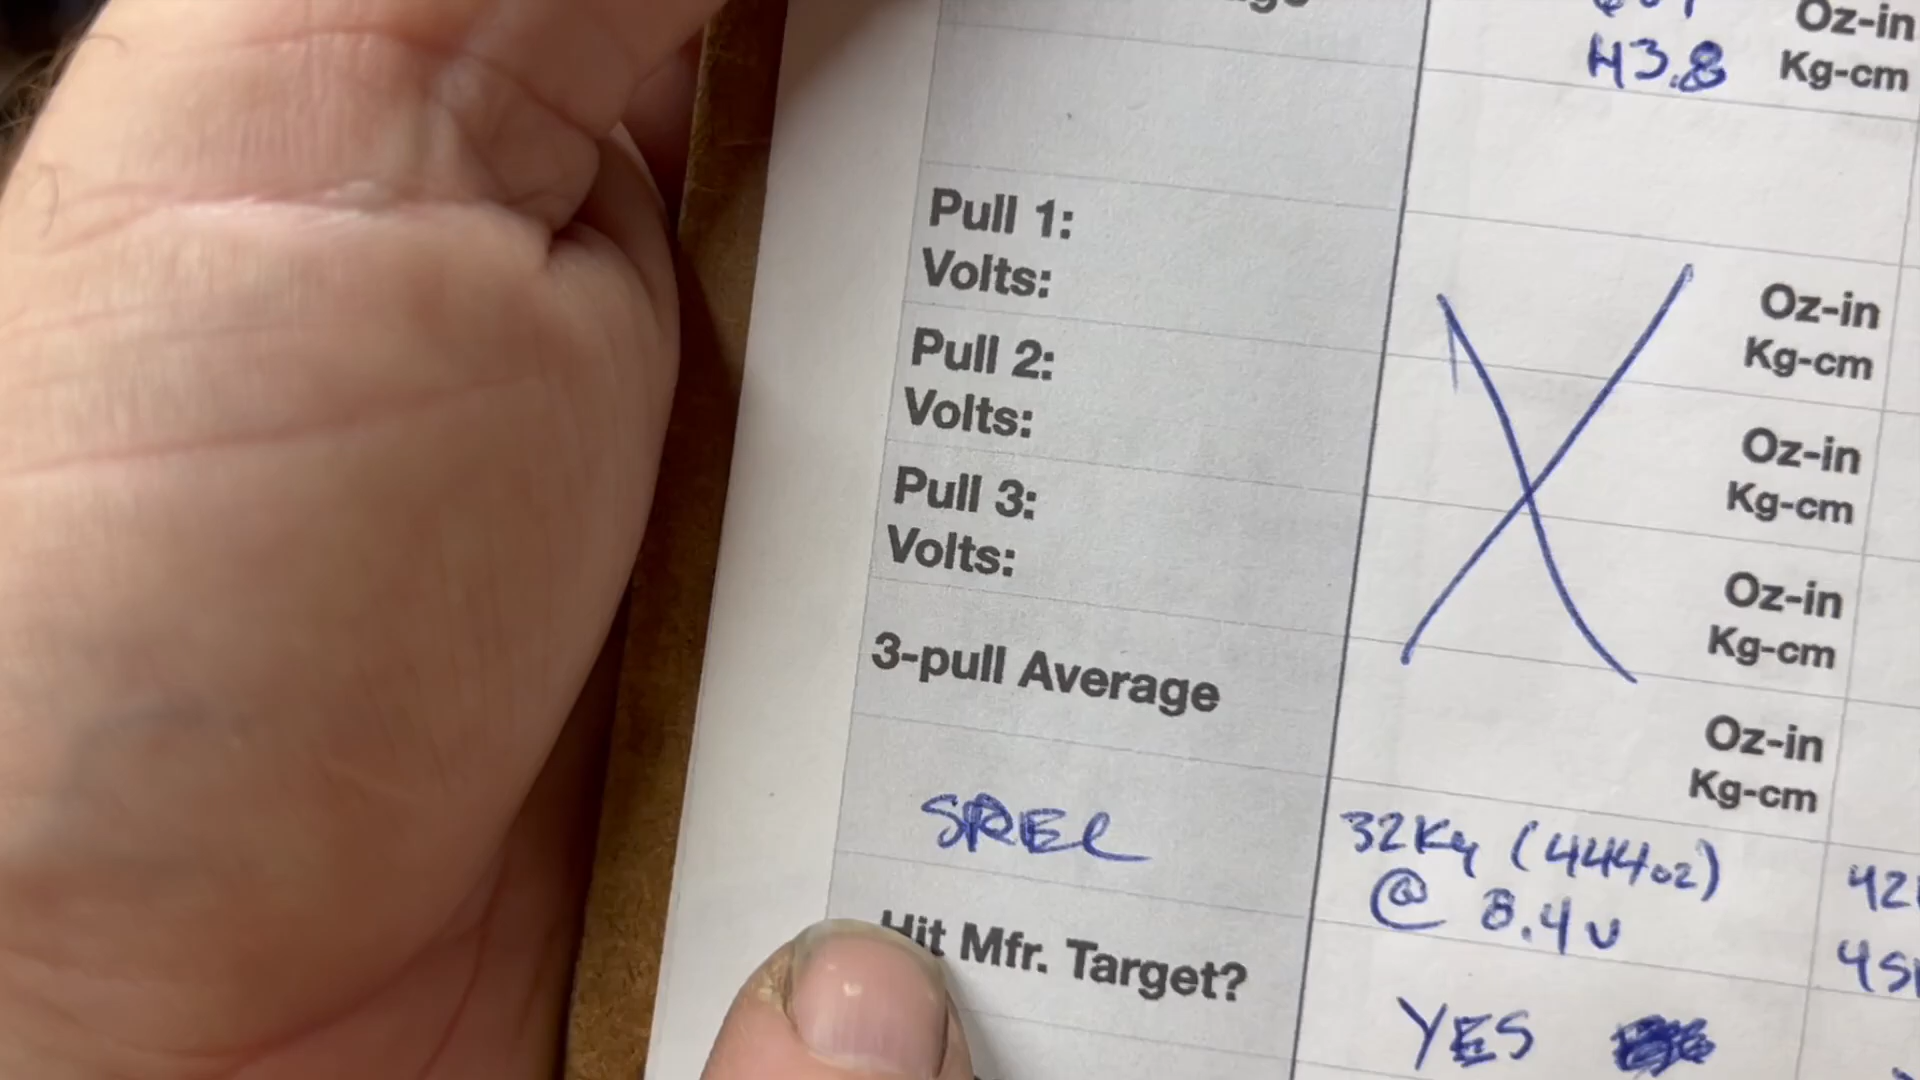 Oz-in
43.8 Kg-cm
Pull 1:
Volts:
Oz-in
Kg-cm
Pull 2:
Volts:
Oz-in
Kg-cm
Pull 3:
Volts:
Oz-in
Kg-cm
3-pull Average
Oz-in
Kg-cm
SPEC
32Kg (444oz)
@ 8.4v
Hit Mfr. Target?
YES